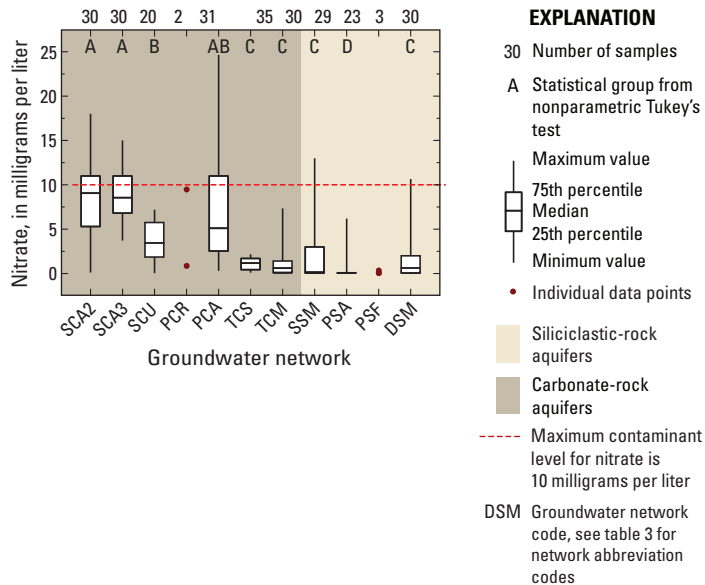 30 30 20 2 31 35 30 29 23 3 30
A A B AB C C C D C
Nitrate, in milligrams per liter
25
20
15
10
5
0
SCA2 SCA3 SCU PCR PCA TCS TCM SSM PSA PSF DSM
Groundwater network
EXPLANATION
30 Number of samples
A Statistical group from
nonparametric Tukey's
test
Maximum value
75th percentile
Median
25th percentile
Minimum value
Individual data points
Siliciclastic-rock
aquifers
Carbonate-rock
aquifers
Maximum contaminant
level for nitrate is
10 milligrams per liter
DSM Groundwater network
code, see table 3 for
network abbreviation
codes